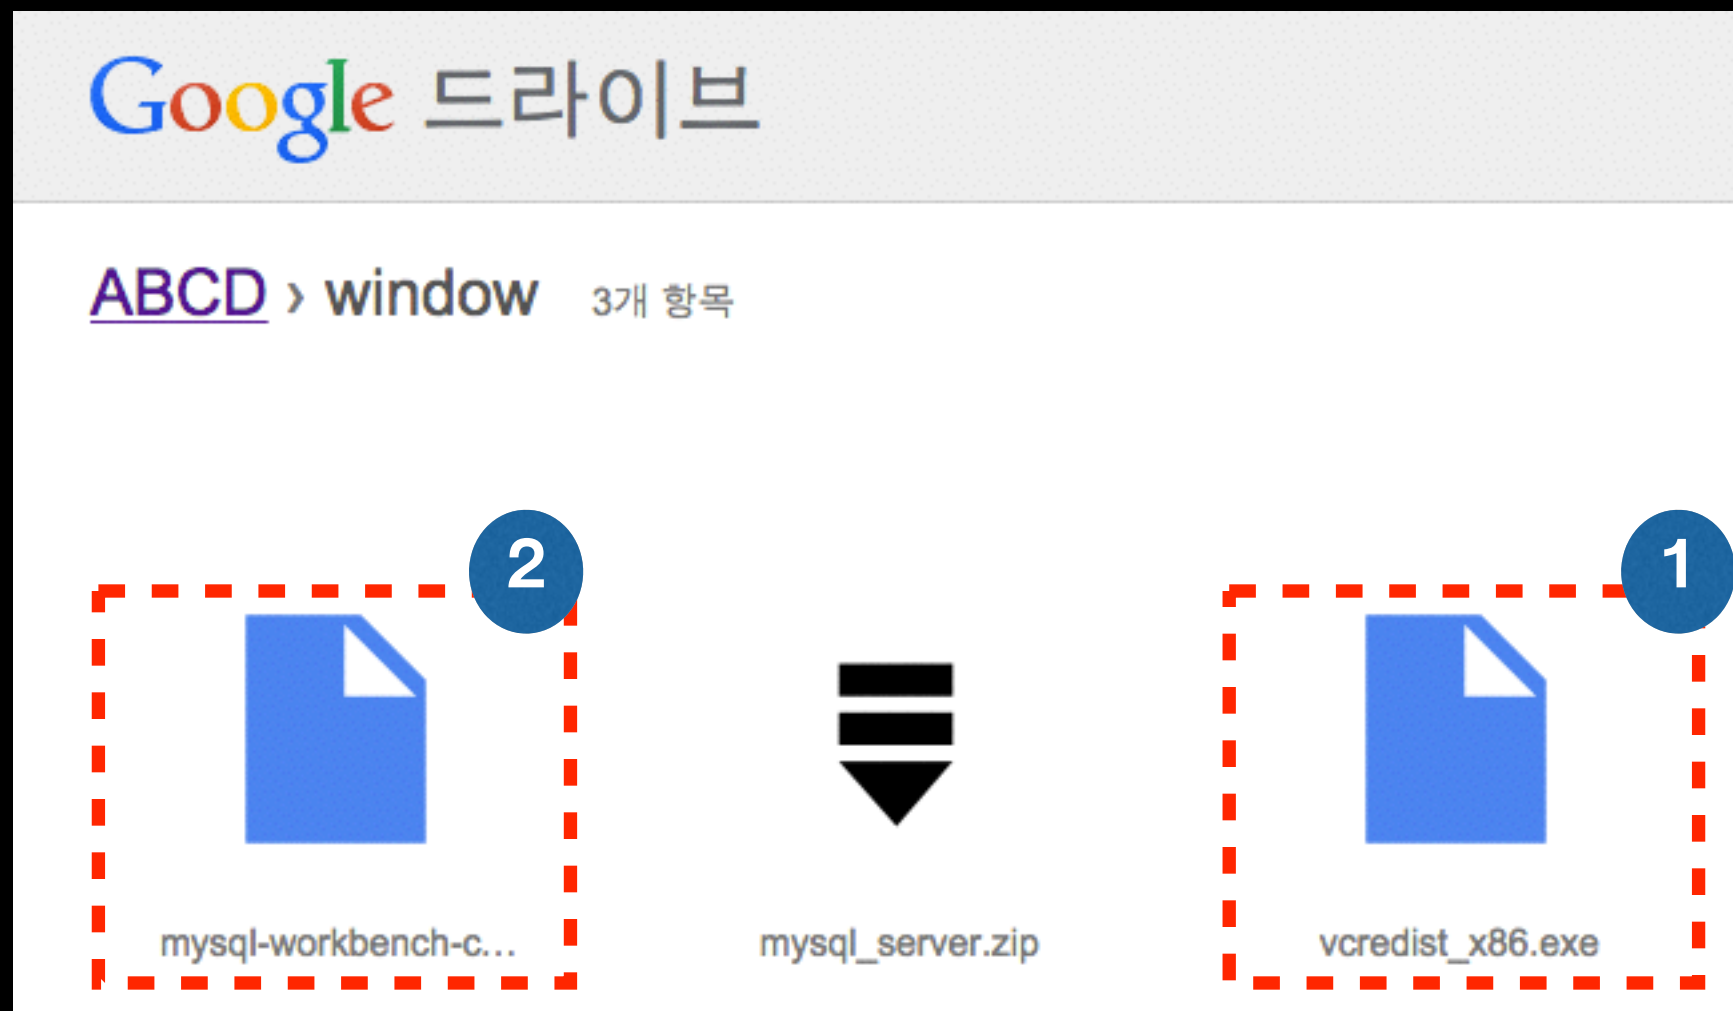 Google 드라이브
ABCD › window 3개 항목
2
1
mysql-workbench-c...
mysql_server.zip
vcredist_x86.exe